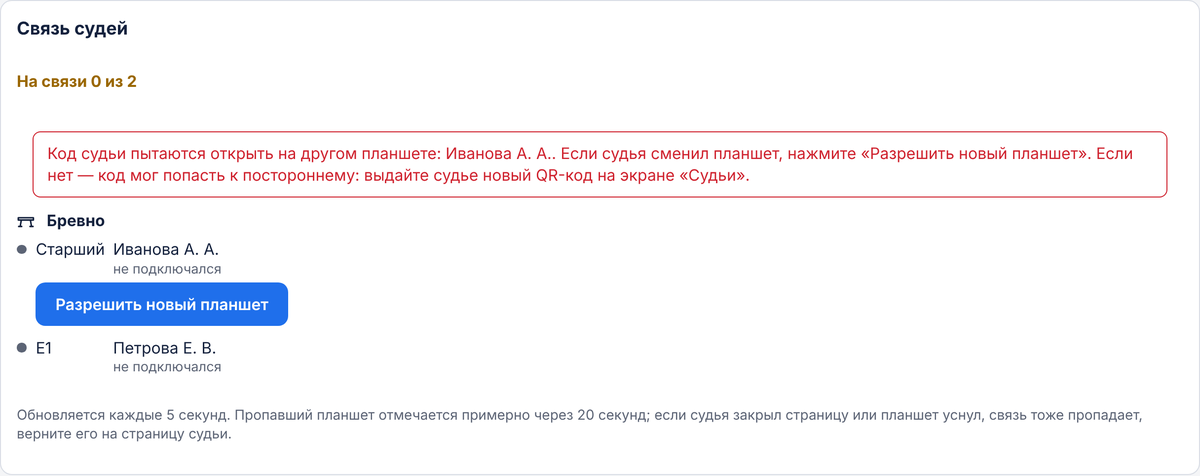 Связь судей
На связи 0 из 2
Код судьи пытаются открыть на другом планшете: Иванова А. А.. Если судья сменил планшет, нажмите «Разрешить новый планшет». Если
нет — код мог попасть к постороннему: выдайте судье новый QR-код на экране «Судьи».
Бревно
Старший Иванова А. А.
не подключался
Разрешить новый планшет
E1 Петрова Е. В.
не подключался
Обновляется каждые 5 секунд. Пропавший планшет отмечается примерно через 20 секунд; если судья закрыл страницу или планшет уснул, связь тоже пропадает,
верните его на страницу судьи.